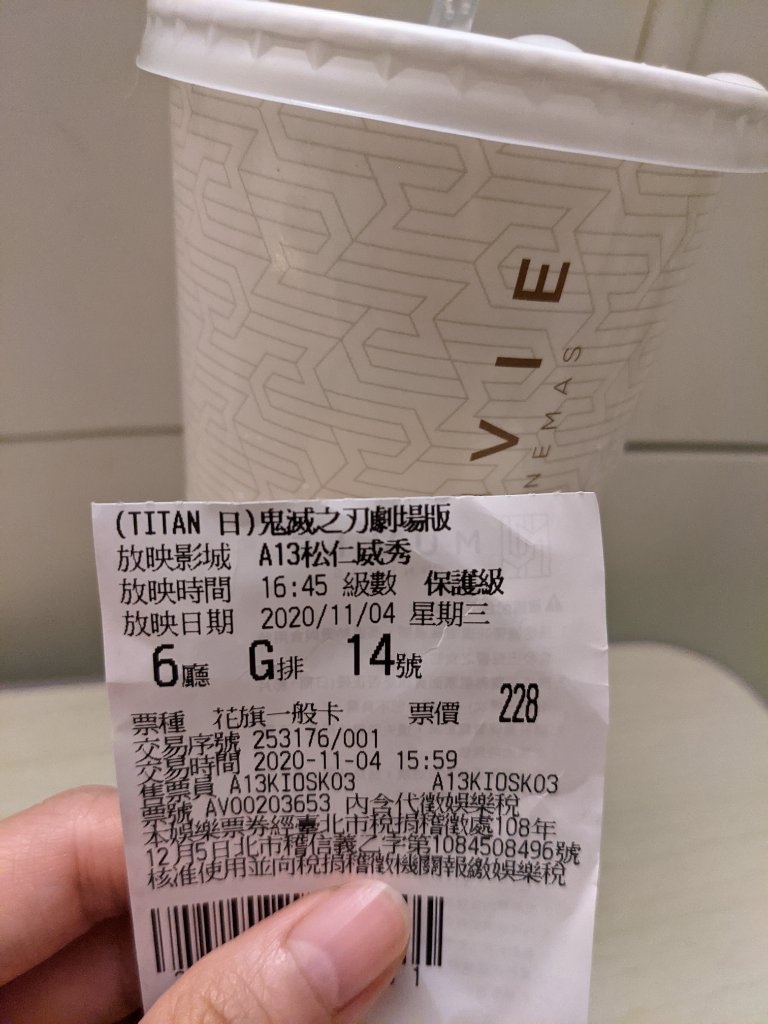 VIE
NEMAS
(TITAN 日)鬼滅之刃劇場版
放映影城 A13松仁威秀
放映時間 16:45 級數 保護級
放映日期 2020/11/04 星期三
6廳 G排 14號
票種 花旗一般卡 票價 228
交易序號 253176/001
交易時間 2020-11-04 15:59
售票員 A13KIOSK03 A13KIOSK03
票號 AV00203653 內含代徵娛樂稅
本娛樂票券經臺北市稅捐稽徵處108年
12月5日北市稽信義乙字第1084508496號
核准使用並向稅捐稽徵機關報繳娛樂稅